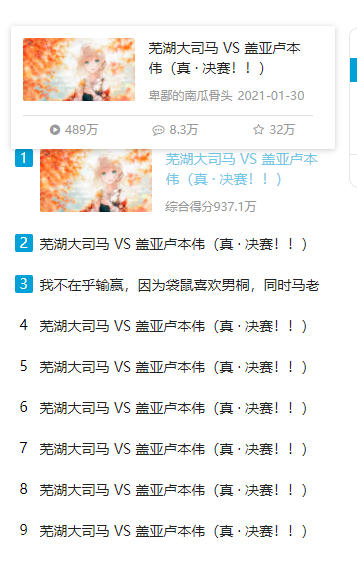 芜湖大司马 VS 盖亚卢本
伟（真 · 决赛！！）
卑鄙的南瓜骨头 2021-01-30
489万 8.3万 32万
1 芜湖大司马 VS 盖亚卢本
伟（真 · 决赛！！）
综合得分937.1万
2 芜湖大司马 VS 盖亚卢本伟（真 · 决赛！！）
3 我不在乎输赢，因为袋鼠喜欢男桐，同时马老
4 芜湖大司马 VS 盖亚卢本伟（真 · 决赛！！）
5 芜湖大司马 VS 盖亚卢本伟（真 · 决赛！！）
6 芜湖大司马 VS 盖亚卢本伟（真 · 决赛！！）
7 芜湖大司马 VS 盖亚卢本伟（真 · 决赛！！）
8 芜湖大司马 VS 盖亚卢本伟（真 · 决赛！！）
9 芜湖大司马 VS 盖亚卢本伟（真 · 决赛！！）